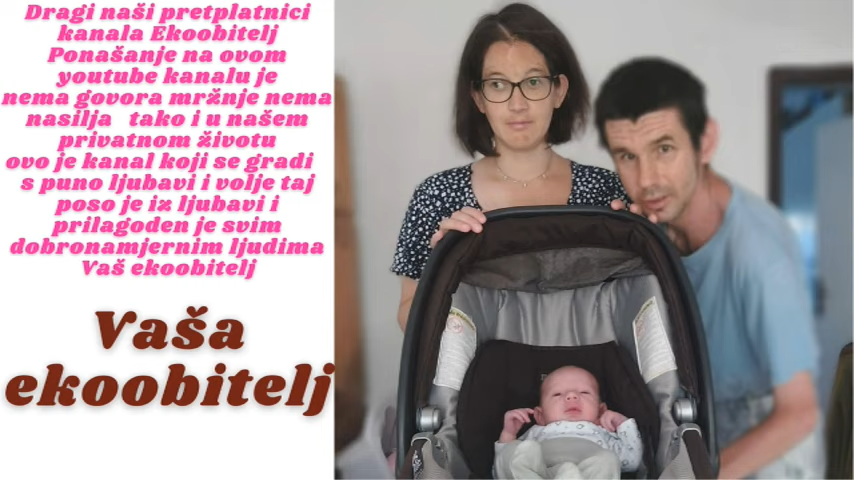 Dragi naši pretplatnici
kanala Ekoobitelj
Ponašanje na ovom
youtube kanalu je
nema govora mržnje nema
nasilja tako i u našem
privatnom životu
ovo je kanal koji se gradi
s puno ljubavi i volje taj
poso je iz ljubavi i
prilagođen je svim
dobronamjernim ljudima
Vaš ekoobitelj
Vaša
ekoobitelj